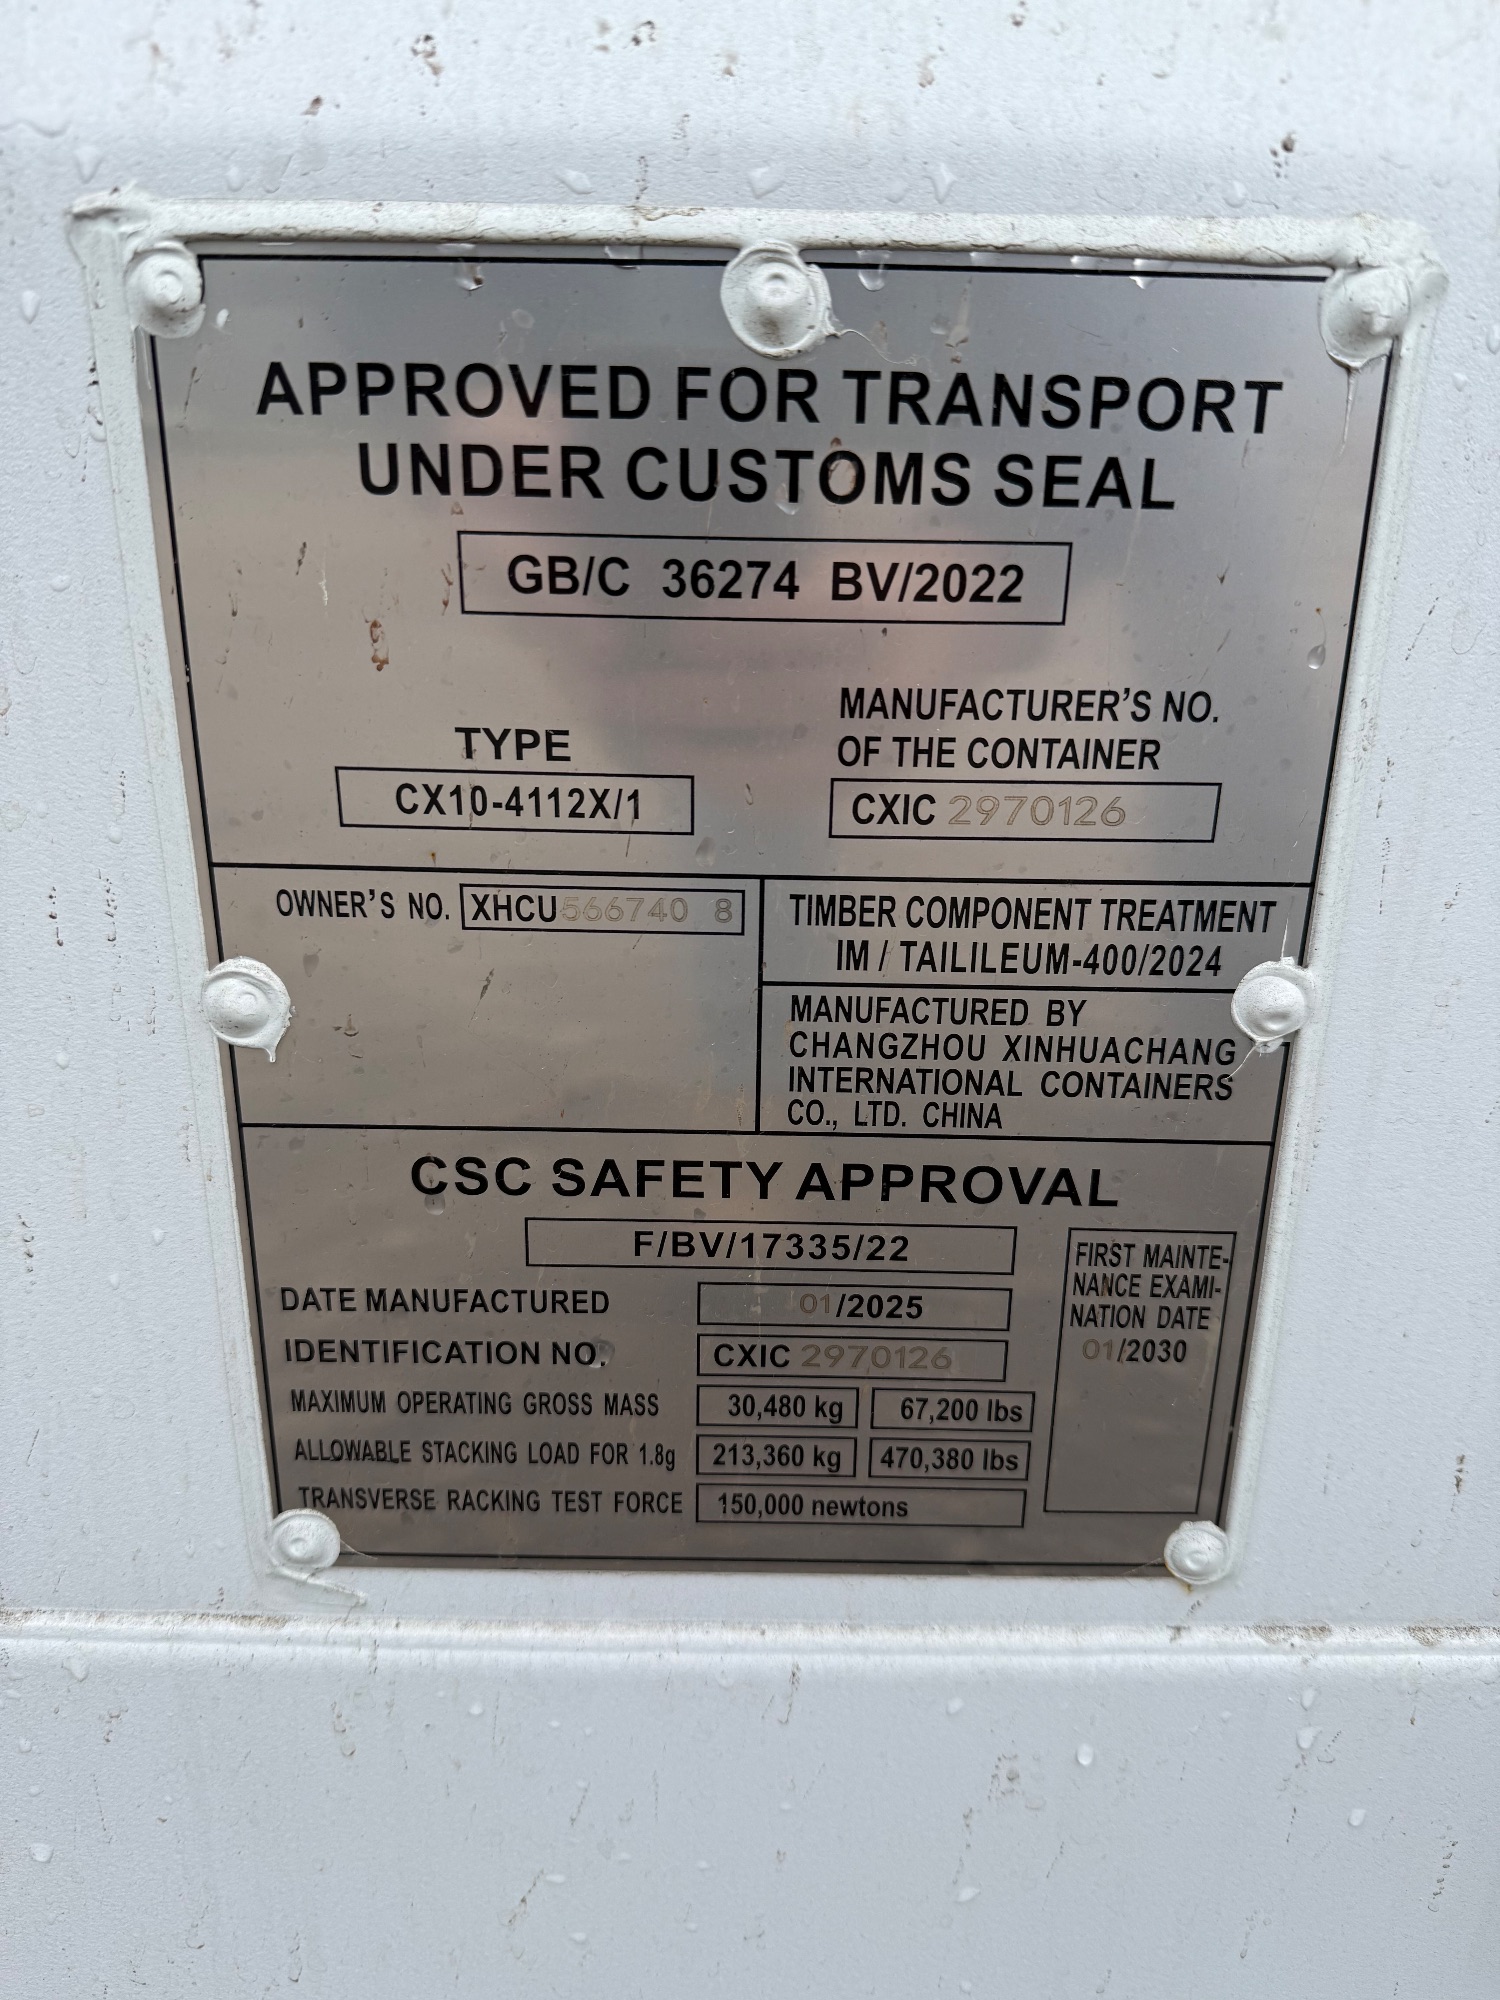 APPROVED FOR TRANSPORT
UNDER CUSTOMS SEAL
GB/C 36274 BV/2022
TYPE
CX10-4112X/1
MANUFACTURER'S NO.
OF THE CONTAINER
CXIC 2970126
OWNER'S NO. XHCU 566740 8
TIMBER COMPONENT TREATMENT
IM / TAILILEUM-400/2024
MANUFACTURED BY
CHANGZHOU XINHUACHANG
INTERNATIONAL CONTAINERS
CO., LTD. CHINA
CSC SAFETY APPROVAL
F/BV/17335/22
DATE MANUFACTURED 01/2025
IDENTIFICATION NO. CXIC 2970126
MAXIMUM OPERATING GROSS MASS 30,480 kg 67,200 lbs
ALLOWABLE STACKING LOAD FOR 1.8g 213,360 kg 470,380 lbs
TRANSVERSE RACKING TEST FORCE 150,000 newtons
FIRST MAINTE-
NANCE EXAMI-
NATION DATE
01/2030